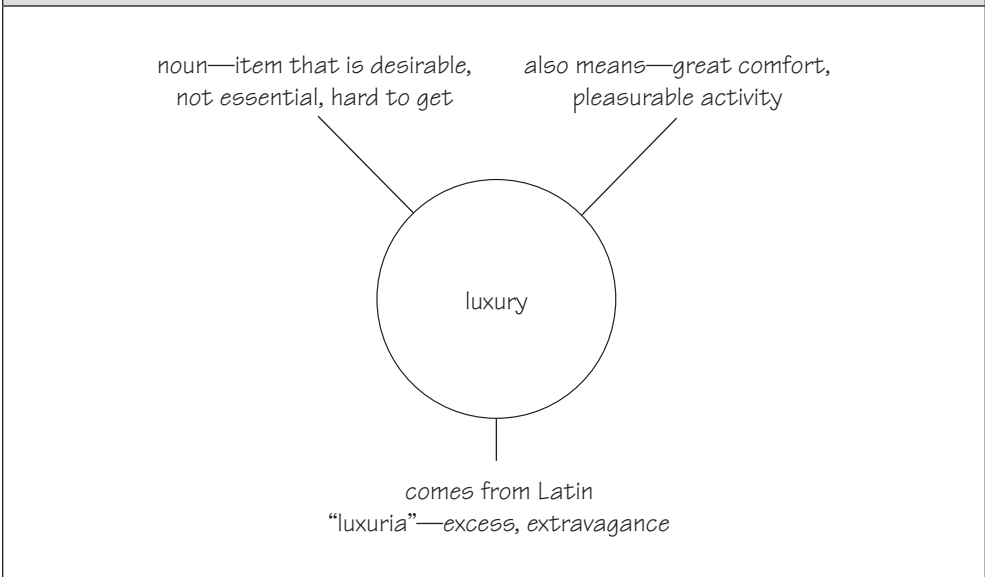 noun—item that is desirable,
not essential, hard to get
also means—great comfort,
pleasurable activity
luxury
comes from Latin
“luxuria”—excess, extravagance